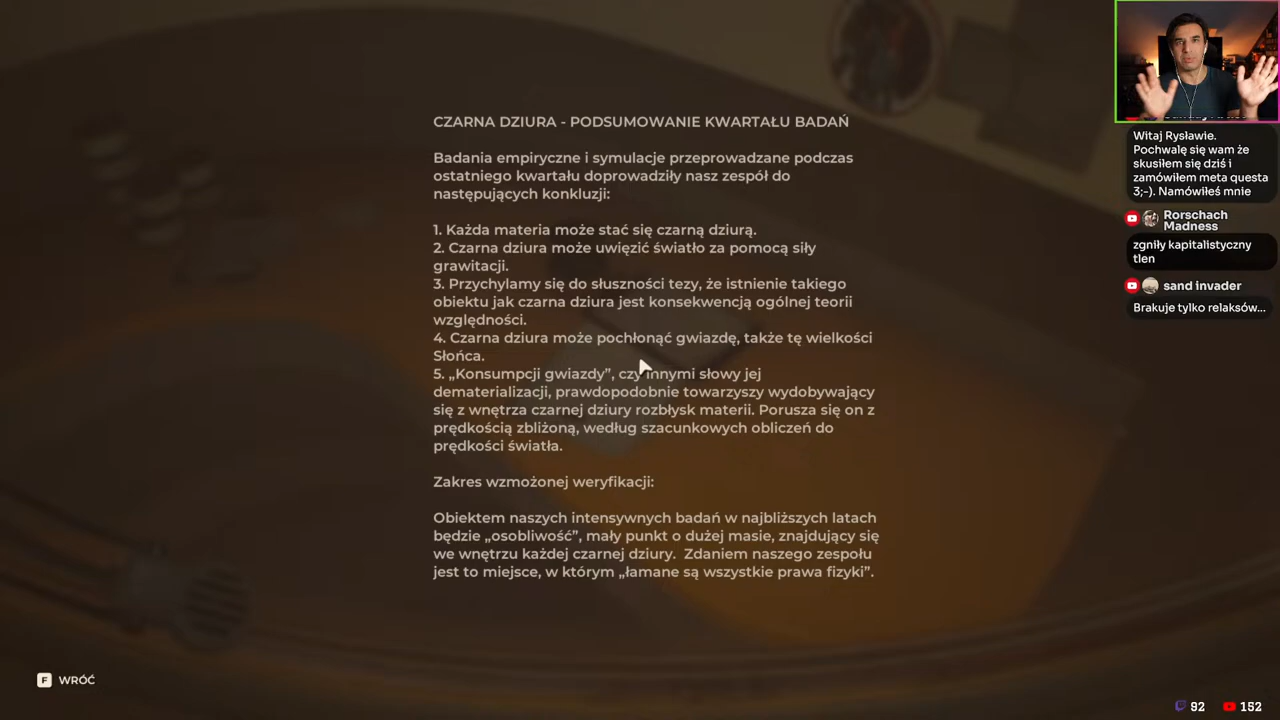 CZARNA DZIURA - PODSUMOWANIE KWARTAŁU BADAŃ
Badania empiryczne i symulacje przeprowadzane podczas
ostatniego kwartału doprowadziły nasz zespół do
następujących konkluzji:
1. Każda materia może stać się czarną dziurą.
2. Czarna dziura może uwięzić światło za pomocą siły
grawitacji.
3. Przychylamy się do słuszności tezy, że istnienie takiego
obiektu jak czarna dziura jest konsekwencją ogólnej teorii
względności.
4. Czarna dziura może pochłonąć gwiazdę, także tę wielkości
Słońca.
5. „Konsumpcji gwiazdy”, czy innymi słowy jej
dematerializacji, prawdopodobnie towarzyszy wydobywający
się z wnętrza czarnej dziury rozbłysk materii. Porusza się on z
prędkością zbliżoną, według szacunkowych obliczeń do
prędkości światła.
Zakres wzmożonej weryfikacji:
Obiektem naszych intensywnych badań w najbliższych latach
będzie „osobliwość”, mały punkt o dużej masie, znajdujący się
we wnętrzu każdej czarnej dziury. Zdaniem naszego zespołu
jest to miejsce, w którym „łamane są wszystkie prawa fizyki”.
F WRÓĆ
Witaj Rysławie.
Pochwalę się wam że
skusiłem się dziś i
zamówiłem meta questa
3;-). Namówiłeś mnie
Rorschach
Madness
zgniły kapitalistyczny
tlen
sand invader
Brakuje tylko relaksów...
92
152